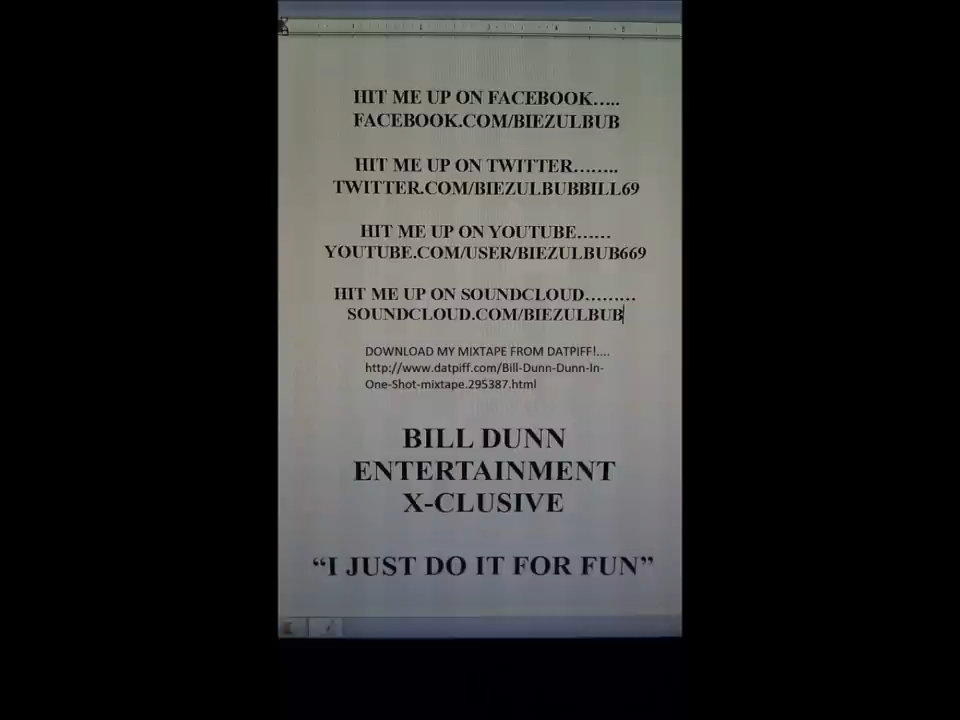 HIT ME UP ON FACEBOOK.....
FACEBOOK.COM/BIEZULBUB
HIT ME UP ON TWITTER........
TWITTER.COM/BIEZULBUBBILL69
HIT ME UP ON YOUTUBE......
YOUTUBE.COM/USER/BIEZULBUB669
HIT ME UP ON SOUNDCLOUD.........
SOUNDCLOUD.COM/BIEZULBUB
DOWNLOAD MY MIXTAPE FROM DATPIFF!....
http://www.datpiff.com/Bill-Dunn-Dunn-In-
One-Shot-mixtape.295387.html
BILL DUNN
ENTERTAINMENT
X-CLUSIVE
“I JUST DO IT FOR FUN”